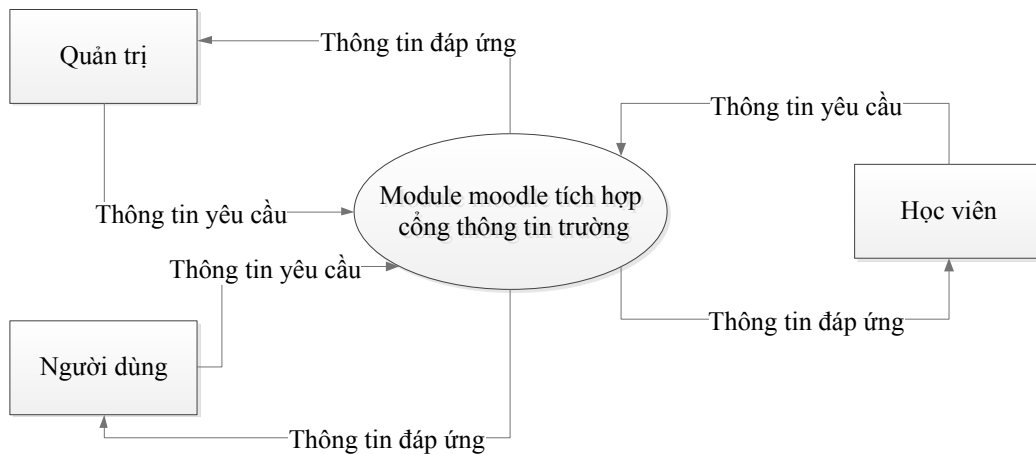 Quản trị
Thông tin đáp ứng
Thông tin yêu cầu
Module moodle tích hợp
cổng thông tin trường
Học viên
Thông tin yêu cầu
Thông tin yêu cầu
Thông tin đáp ứng
Người dùng
Thông tin đáp ứng